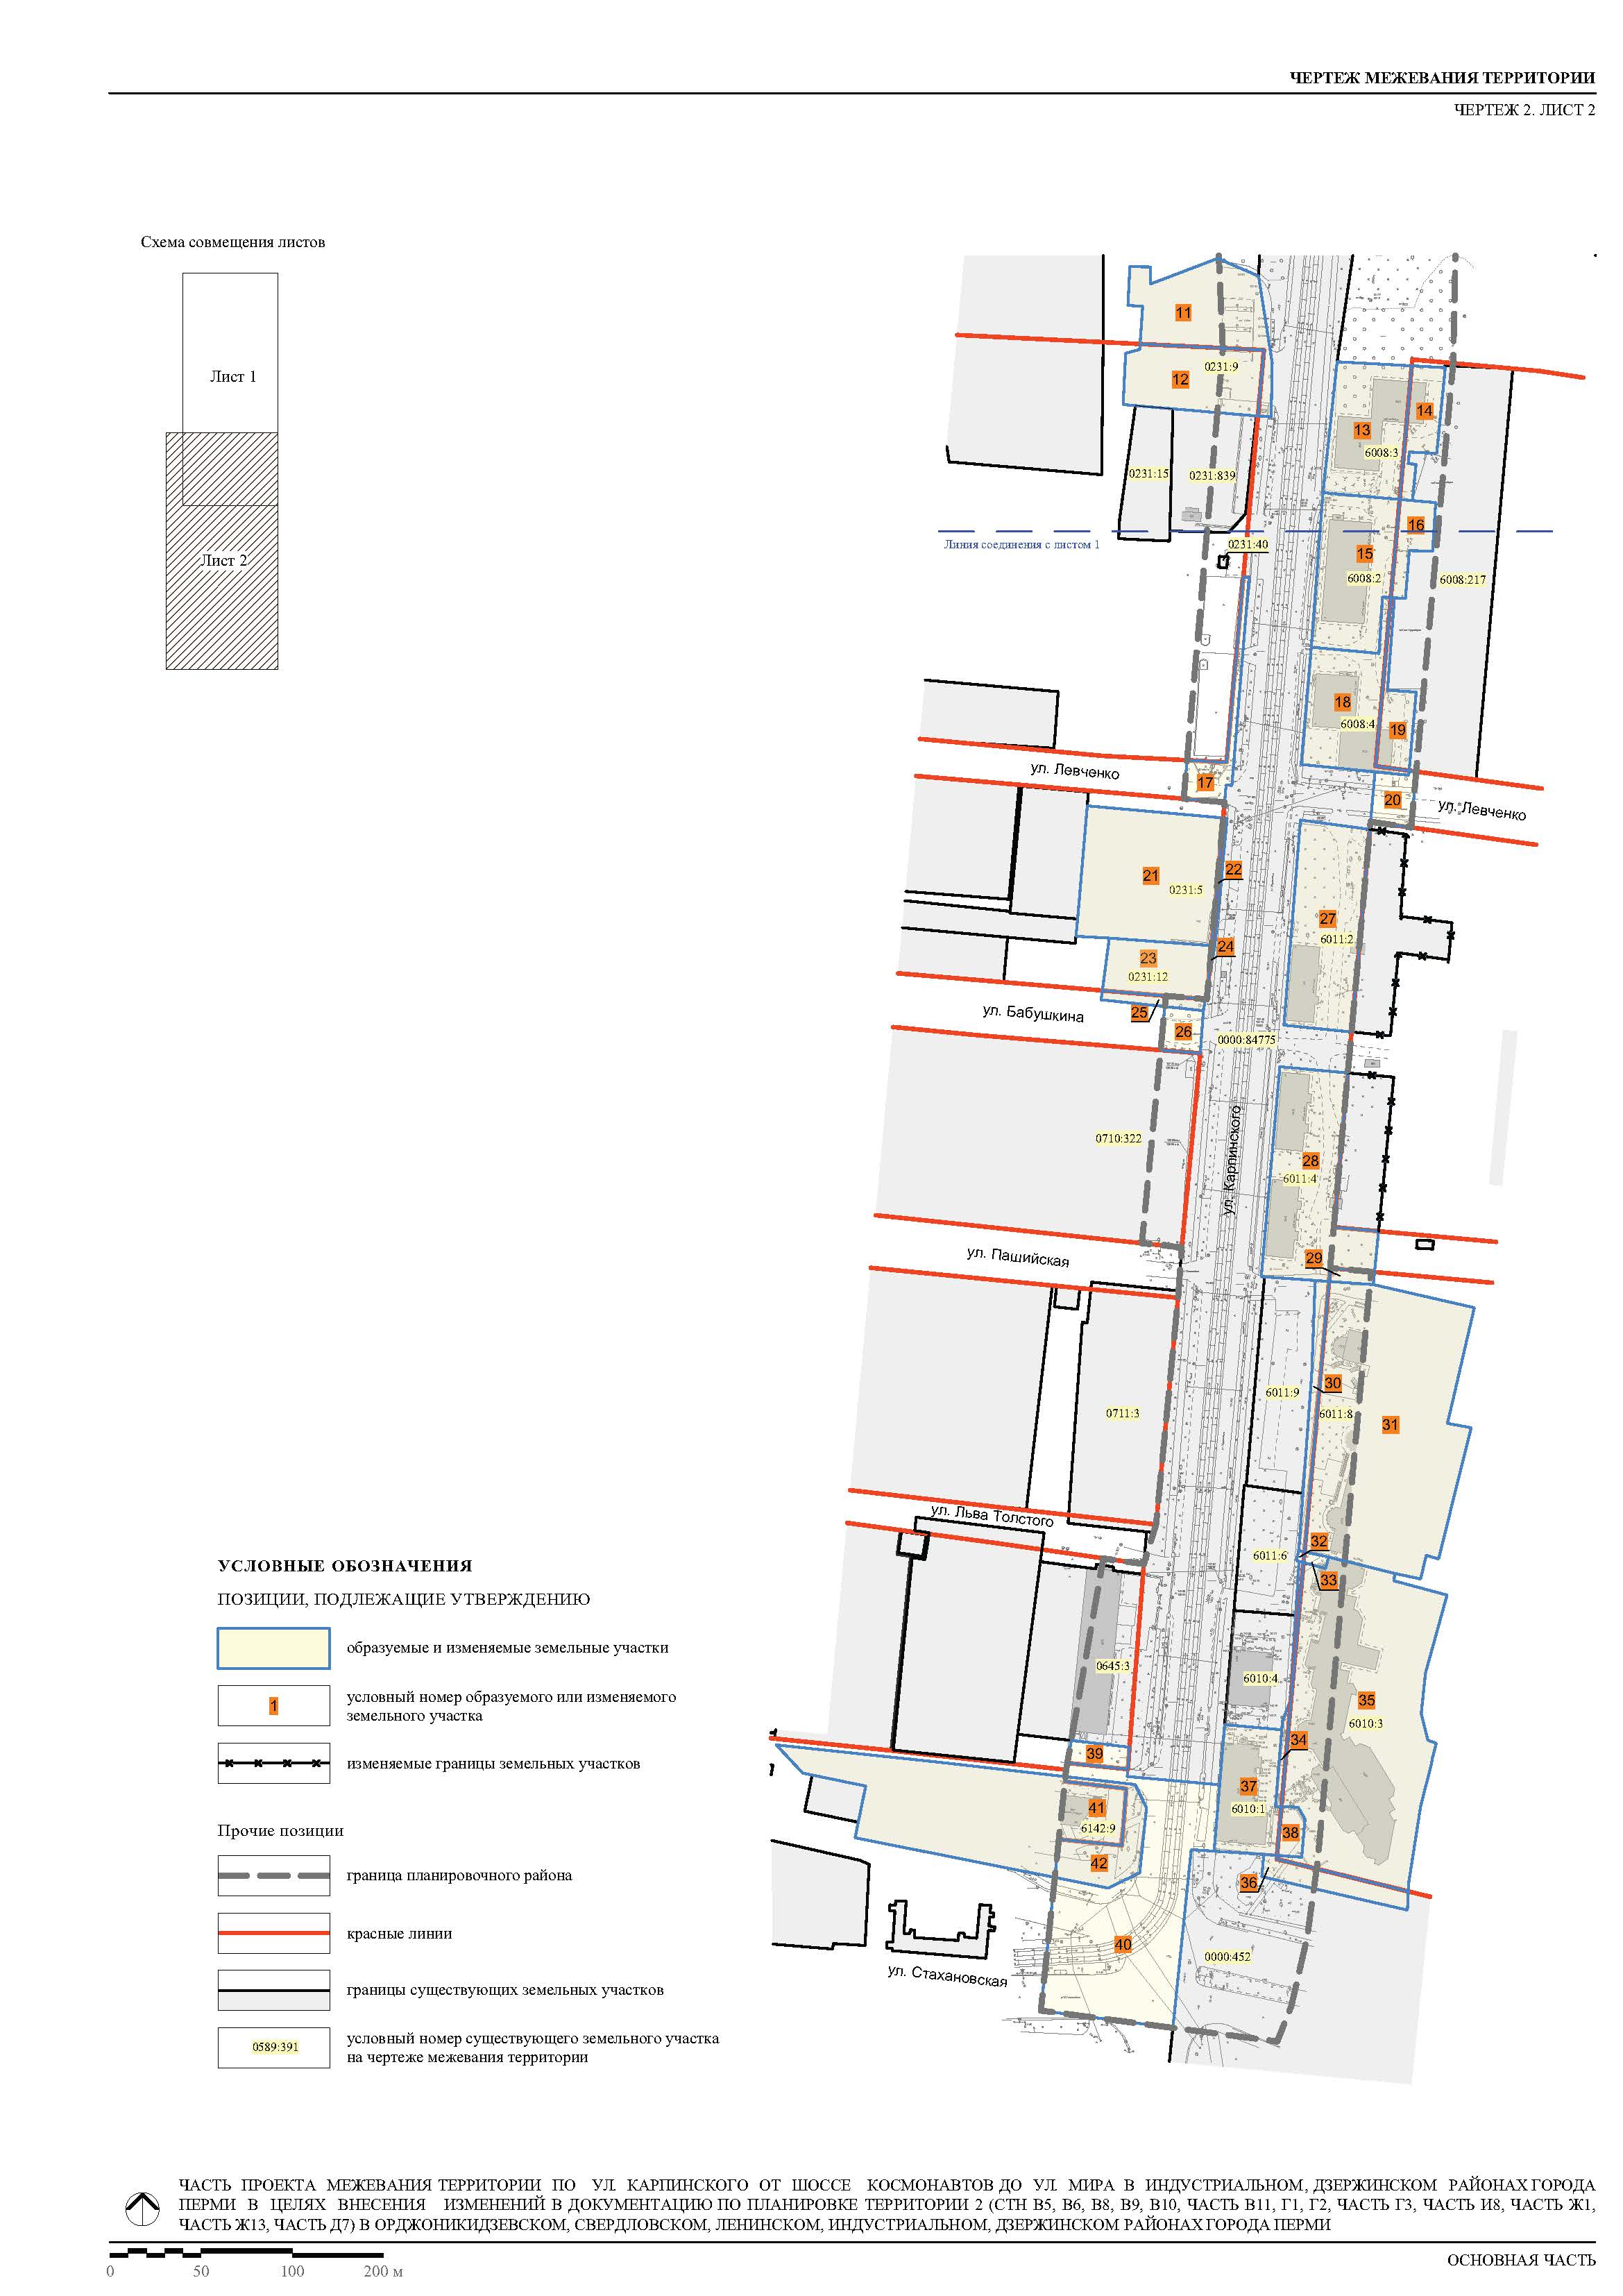 ЧЕРТЕЖ МЕЖЕВАНИЯ ТЕРРИТОРИИ
ЧЕРТЕЖ 2. ЛИСТ 2
Схема совмещения листов
Лист 1
Лист 2
11
0231:9
12
14
13
6008:3
0231:15
0231:839
16
Линия соединения с листом 1
0231:40
15
6008:2
6008:217
18
6008:4
19
ул. Левченко
17
20
ул. Левченко
21
0231:5
22
27
6011:2
24
23
0231:12
25
ул. Бабушкина
26
0000:84775
0710:322
ул. Карпинского
28
6011:4
ул. Пашийская
29
30
6011:9
6011:8
31
0711:3
ул. Льва Толстого
32
6011:6
33
0645:3
6010:4
35
6010:3
34
39
37
6010:1
41
6142:9
38
42
36
40
0000:452
ул. Стахановская
УСЛОВНЫЕ ОБОЗНАЧЕНИЯ
ПОЗИЦИИ, ПОДЛЕЖАЩИЕ УТВЕРЖДЕНИЮ
образуемые и изменяемые земельные участки
1
условный номер образуемого или изменяемого
земельного участка
изменяемые границы земельных участков
Прочие позиции
граница планировочного района
красные линии
границы существующих земельных участков
0589:391
условный номер существующего земельного участка
на чертеже межевания территории
ЧАСТЬ ПРОЕКТА МЕЖЕВАНИЯ ТЕРРИТОРИИ ПО УЛ. КАРПИНСКОГО ОТ ШОССЕ КОСМОНАВТОВ ДО УЛ. МИРА В ИНДУСТРИАЛЬНОМ, ДЗЕРЖИНСКОМ РАЙОНАХ ГОРОДА
ПЕРМИ В ЦЕЛЯХ ВНЕСЕНИЯ ИЗМЕНЕНИЙ В ДОКУМЕНТАЦИЮ ПО ПЛАНИРОВКЕ ТЕРРИТОРИИ 2 (СТН В5, В6, В8, В9, В10, ЧАСТЬ В11, Г1, Г2, ЧАСТЬ Г3, ЧАСТЬ И8, ЧАСТЬ Ж1,
ЧАСТЬ Ж13, ЧАСТЬ Д7) В ОРДЖОНИКИДЗЕВСКОМ, СВЕРДЛОВСКОМ, ЛЕНИНСКОМ, ИНДУСТРИАЛЬНОМ, ДЗЕРЖИНСКОМ РАЙОНАХ ГОРОДА ПЕРМИ
0 50 100 200 м
ОСНОВНАЯ ЧАСТЬ